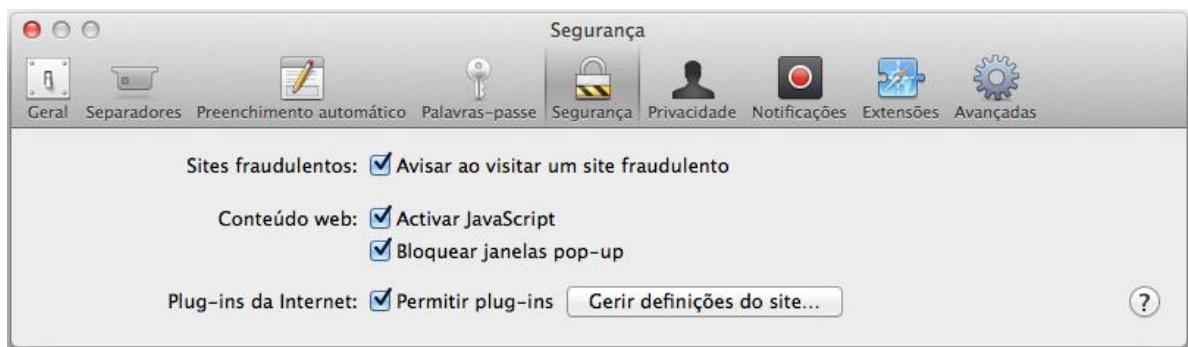 Segurança
Geral Separadores Preenchimento automático Palavras-passe Segurança Privacidade Notificações Extensões Avançadas
Sites fraudulentos: Avisar ao visitar um site fraudulento
Conteúdo web: Activar JavaScript
Bloquear janelas pop-up
Plug-ins da Internet: Permitir plug-ins Gerir definições do site... ?